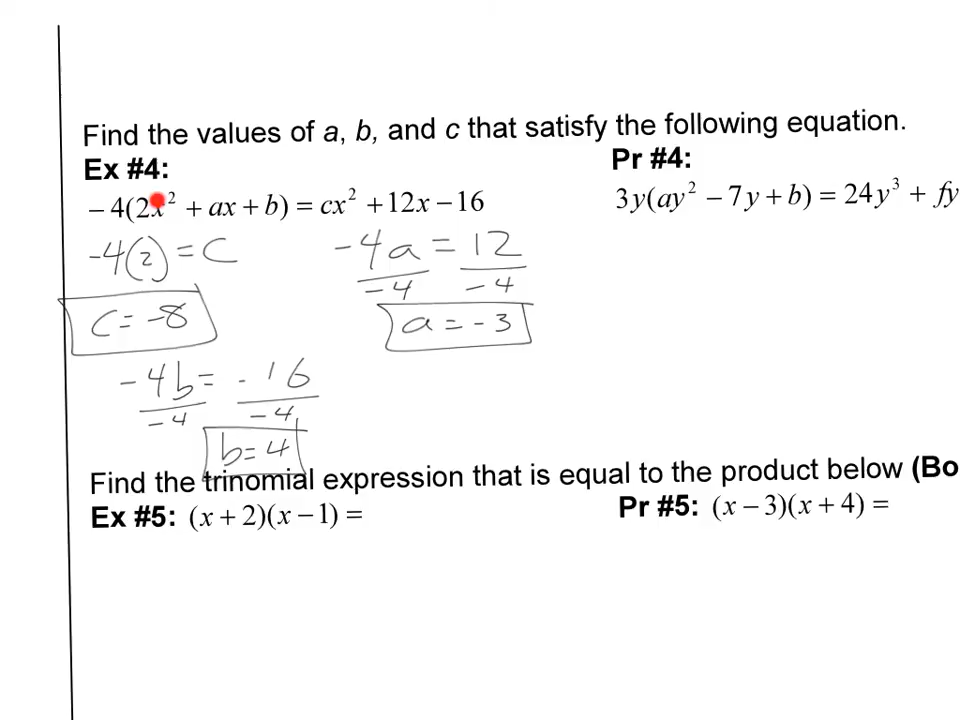 Find the values of a, b, and c that satisfy the following equation.
Ex #4:
Pr #4:
−4(2x² + ax + b) = cx² + 12x − 16
3y(ay² − 7y + b) = 24y³ + fy
-4(2) = C
-4a = 12
-4 -4
C = -8
a = -3
-4b = -16
-4 -4
b = 4
Find the trinomial expression that is equal to the product below (Bo
Ex #5: (x + 2)(x − 1) =
Pr #5: (x − 3)(x + 4) =